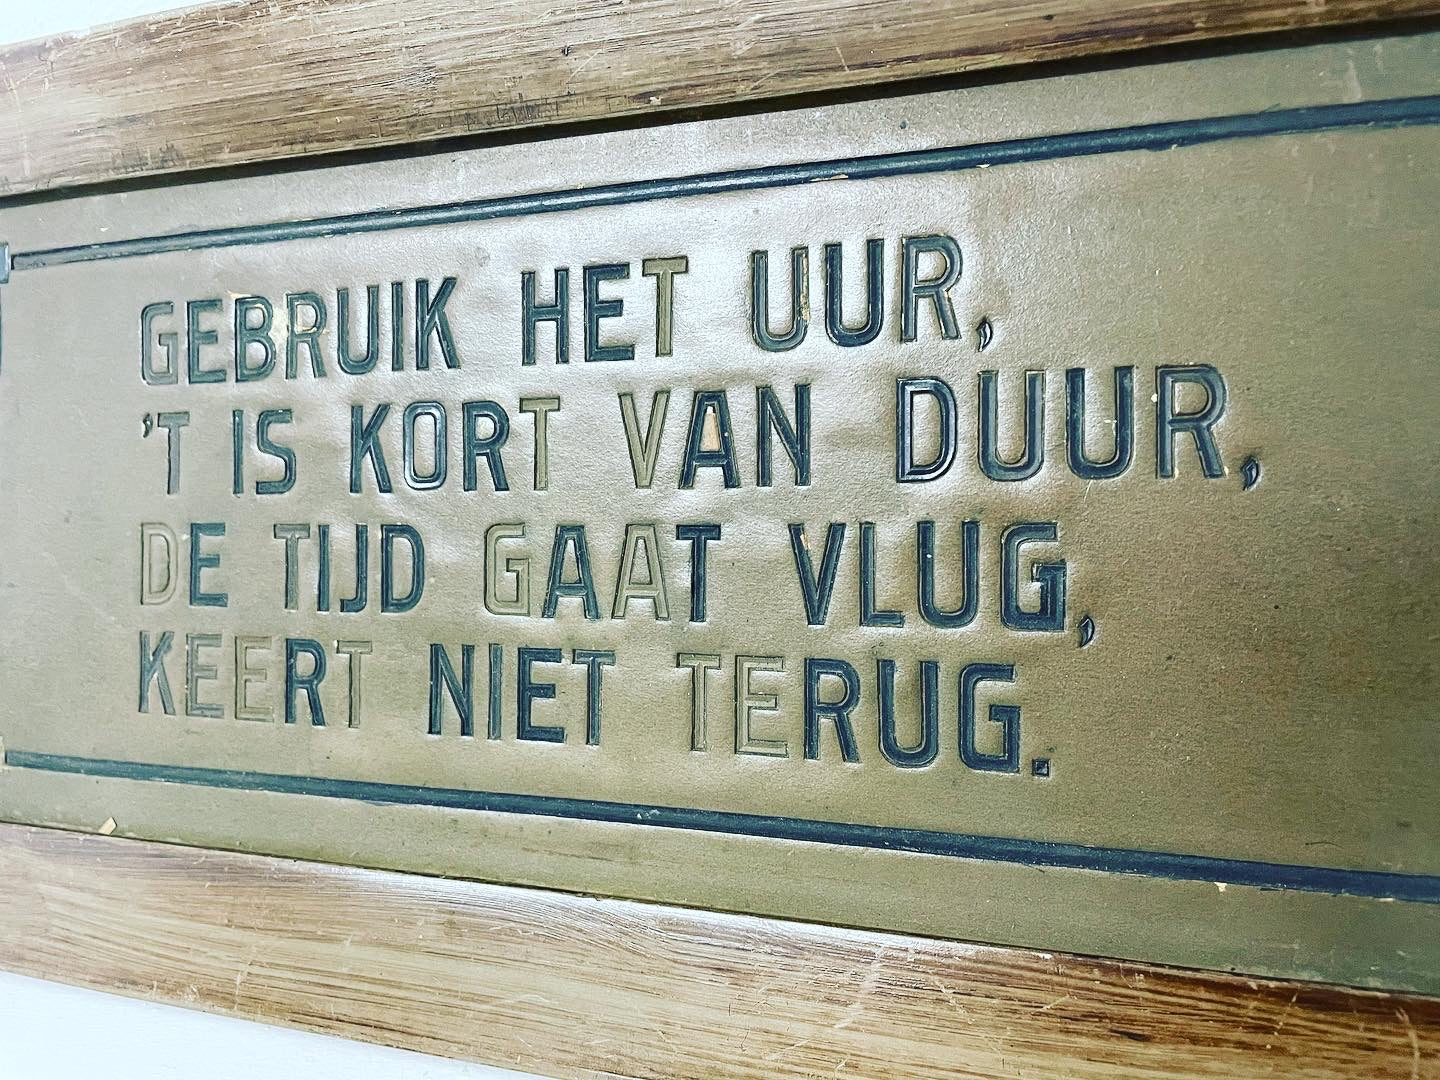 GEBRUIK HET UUR,
'T IS KORT VAN DUUR,
DE TIJD GAAT VLUG,
KEERT NIET TERUG.